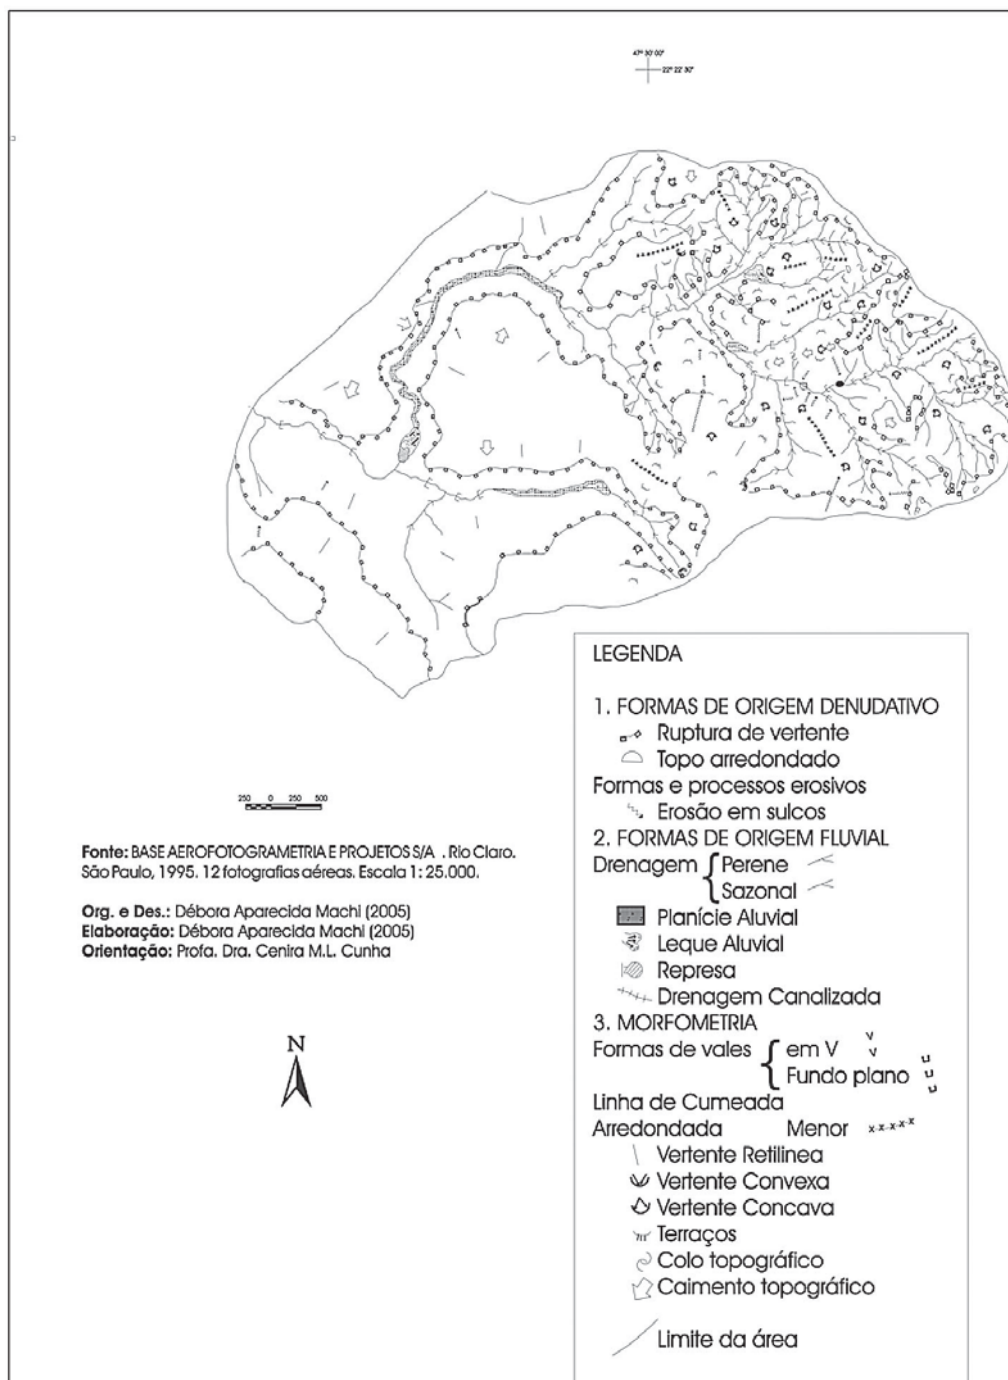 47º 30' 00"
22º 22' 30"
LEGENDA
1. FORMAS DE ORIGEM DENUDATIVO
Ruptura de vertente
Topo arredondado
Formas e processos erosivos
Erosão em sulcos
2. FORMAS DE ORIGEM FLUVIAL
Drenagem { Perene
Sazonal
Planície Aluvial
Leque Aluvial
Represa
Drenagem Canalizada
3. MORFOMETRIA
Formas de vales { em V
Fundo plano
Linha de Cumeada
Arredondada Menor
Vertente Retilinea
Vertente Convexa
Vertente Concava
Terraços
Colo topográfico
Caimento topográfico
Limite da área
250 0 250 500
Fonte: BASE AEROFOTOGRAMETRIA E PROJETOS S/A . Rio Claro.
São Paulo, 1995. 12 fotografias aéreas. Escala 1: 25.000.
Org. e Des.: Débora Aparecida Machi (2005)
Elaboração: Débora Aparecida Machi (2005)
Orientação: Profa. Dra. Cenira M.L. Cunha
N